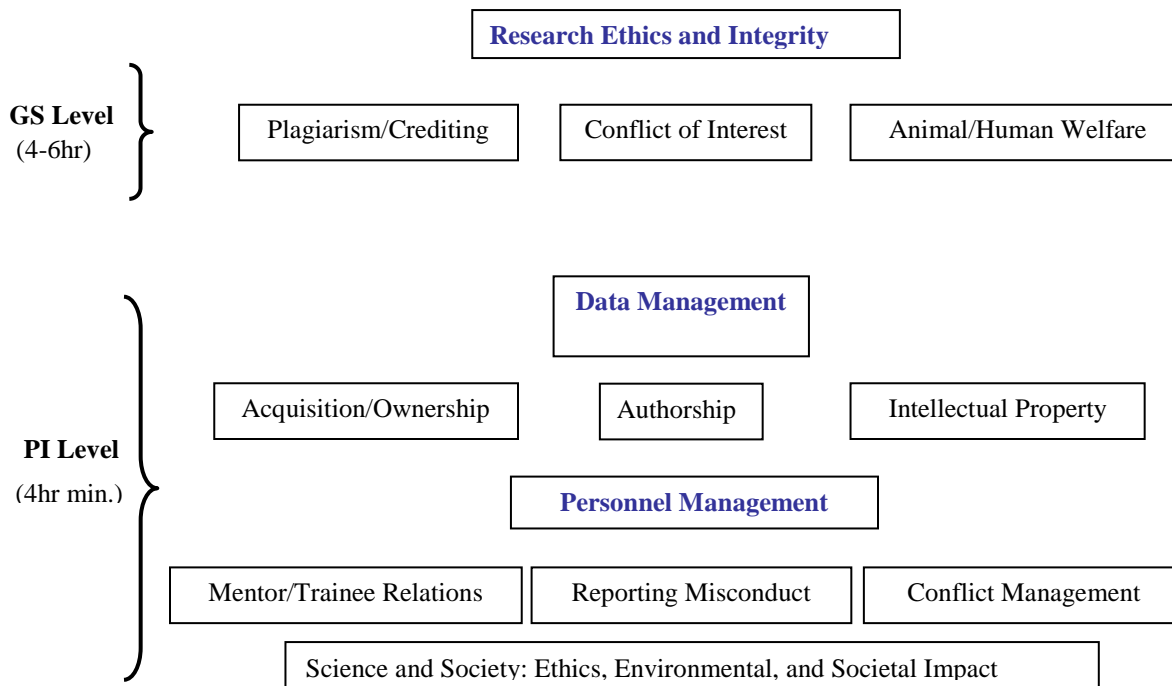 Research Ethics and Integrity
GS Level
(4-6hr)
Plagiarism/Crediting
Conflict of Interest
Animal/Human Welfare
Data Management
Acquisition/Ownership
Authorship
Intellectual Property
PI Level
(4hr min.)
Personnel Management
Mentor/Trainee Relations
Reporting Misconduct
Conflict Management
Science and Society: Ethics, Environmental, and Societal Impact